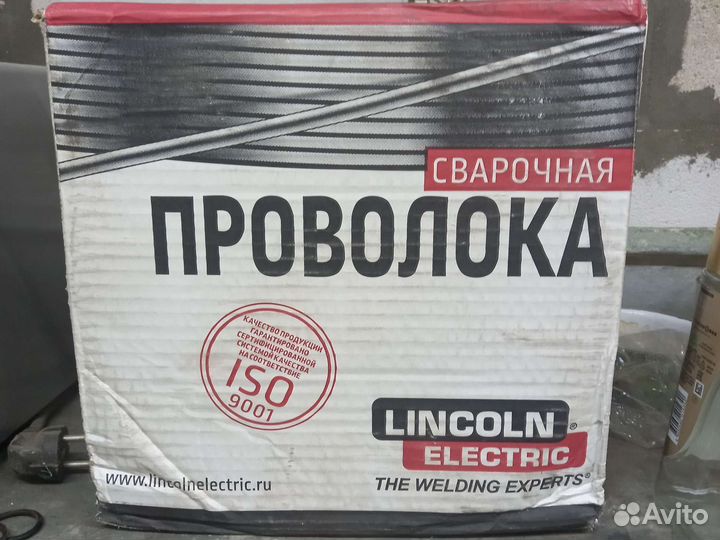 СВАРОЧНАЯ
ПРОВОЛОКА
КАЧЕСТВО ПРОДУКЦИИ
ГАРАНТИРОВАНО
СЕРТИФИЦИРОВАННОЙ
СИСТЕМОЙ КАЧЕСТВА
НА СООТВЕТСТВИЕ
ISO
9001
LINCOLN ®
ELECTRIC
www.lincolnelectric.ru
THE WELDING EXPERTS®
Avito